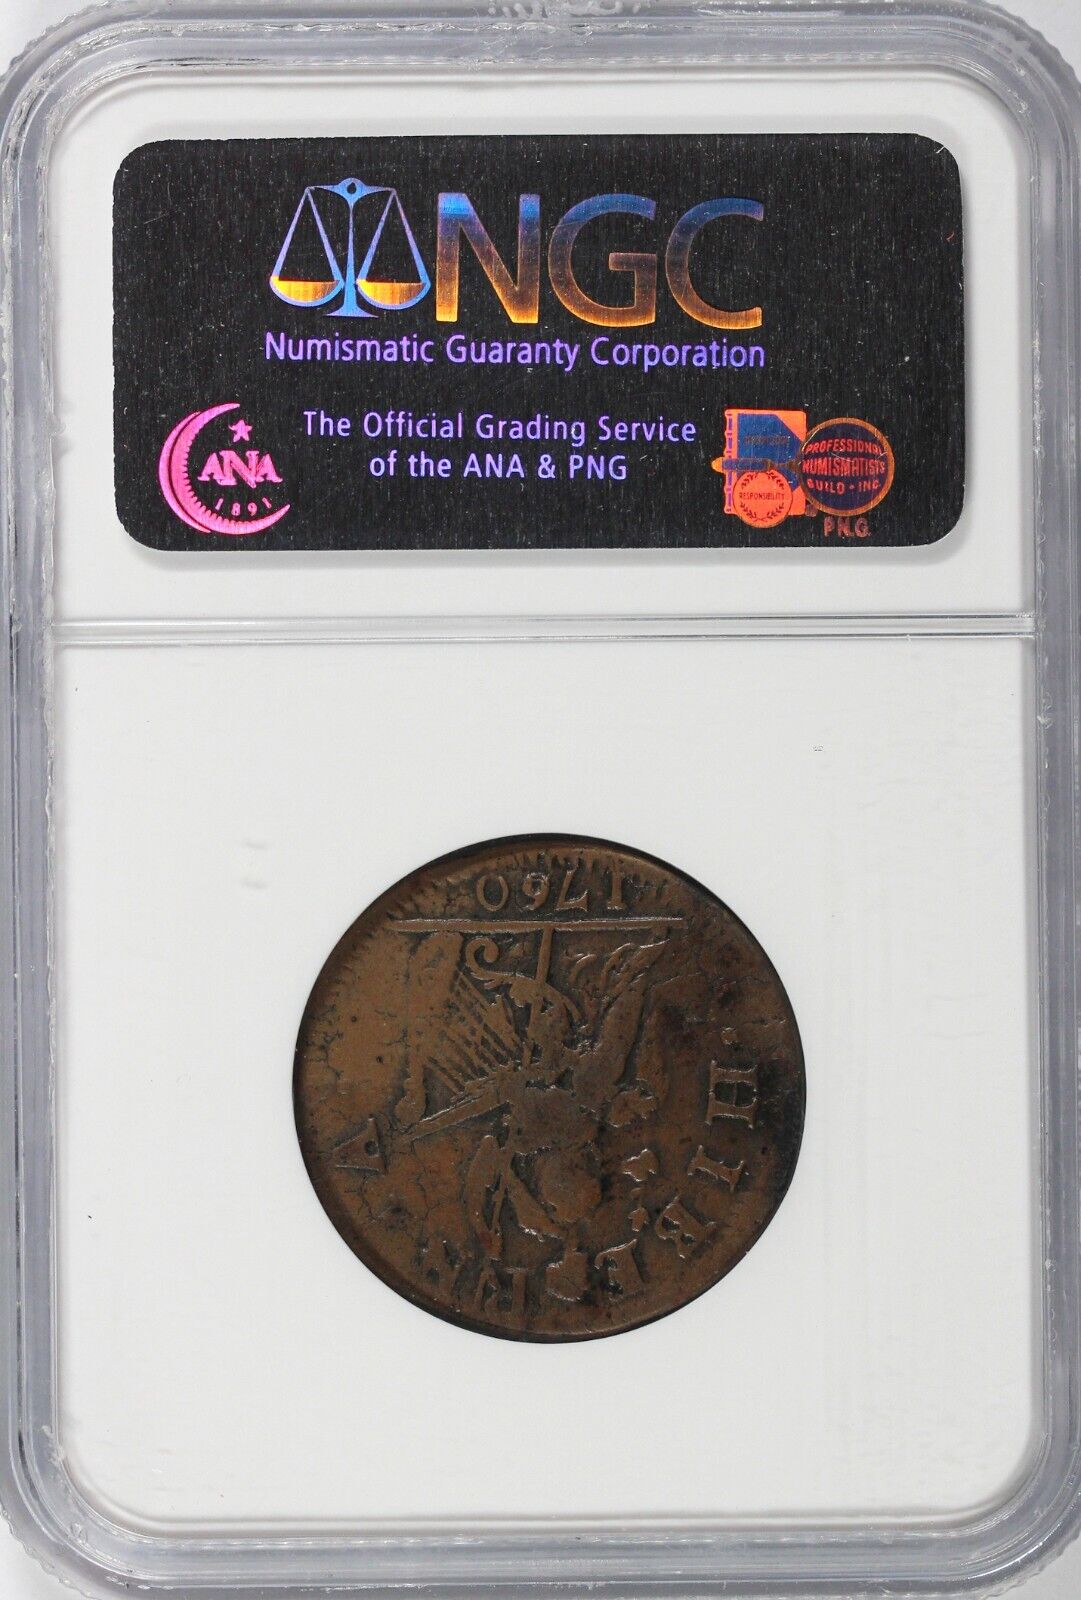 NGC
Numismatic Guaranty Corporation
The Official Grading Service
of the ANA & PNG
ANA
1891
RESPONSIBILITY
PROFESSIONAL
NUMISMATISTS
GUILD • INC.
P.N.G.
1760
HIBERNIA